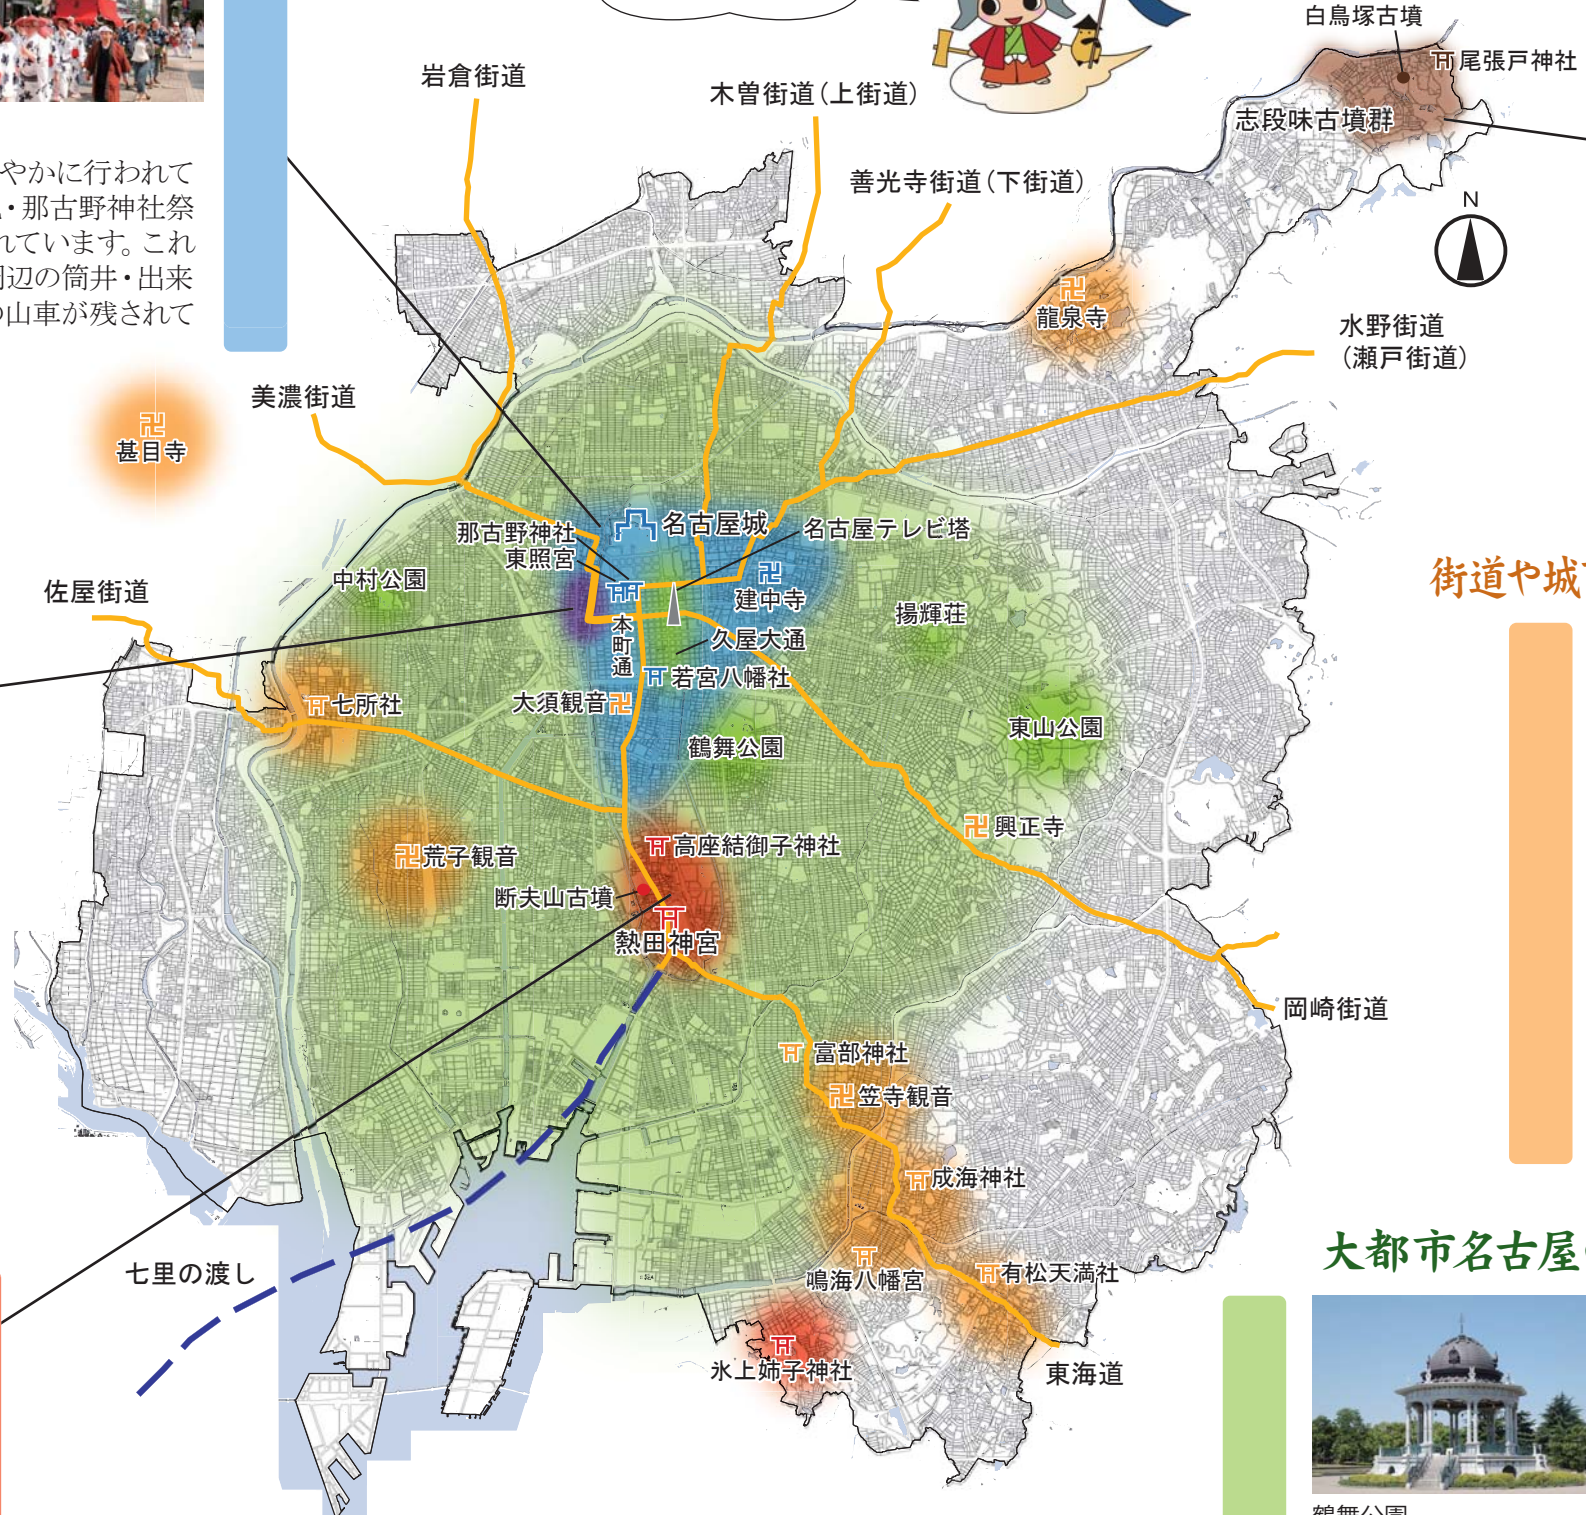 白鳥塚古墳
尾張戸神社
志段味古墳群
岩倉街道
木曽街道（上街道）
善光寺街道（下街道）
N
やかに行われて
・那古野神社祭
れています。これ
周辺の筒井・出来
の山車が残されて
龍泉寺
水野街道
（瀬戸街道）
美濃街道
甚目寺
名古屋城
那古野神社
東照宮
名古屋テレビ塔
中村公園
建中寺
佐屋街道
揚輝荘
本町通
久屋大通
若宮八幡社
七所社
大須観音
鶴舞公園
東山公園
街道や城
興正寺
高座結御子神社
荒子観音
断夫山古墳
熱田神宮
岡崎街道
富部神社
笠寺観音
成海神社
七里の渡し
鳴海八幡宮
有松天満社
大都市名古屋
氷上姉子神社
東海道
鶴舞公園